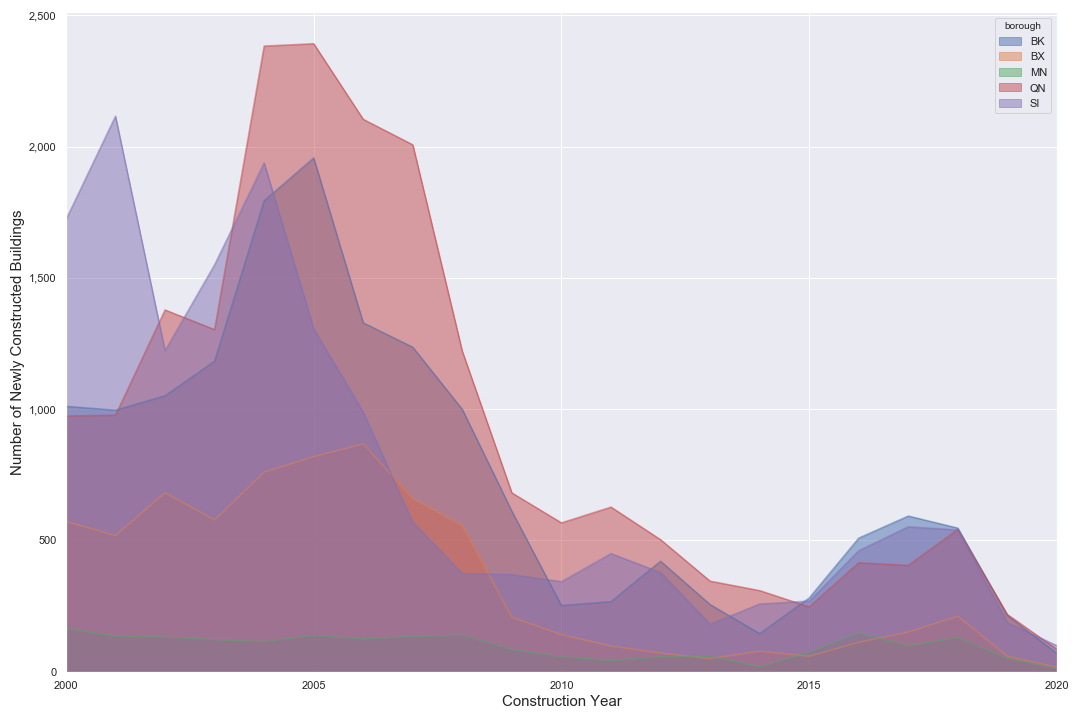 2,500
2,000
1,500
1,000
500
0
Number of Newly Constructed Buildings
borough
BK
BX
MN
QN
SI
2000
2005
2010
2015
2020
Construction Year